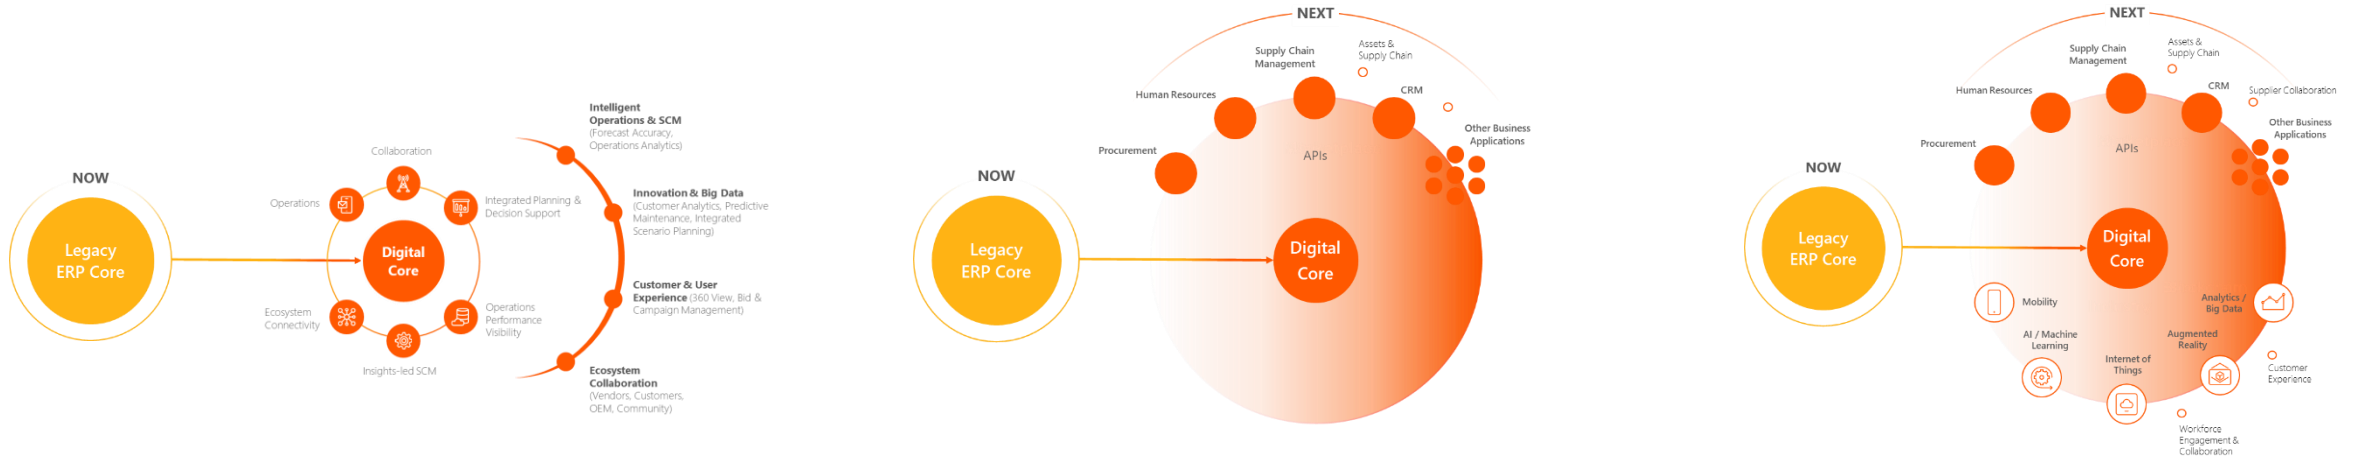 NOW
Legacy
ERP Core
Collaboration
Operations
Integrated Planning &
Decision Support
Digital
Core
Ecosystem
Connectivity
Operations
Performance
Visibility
Insights-led SCM
Intelligent
Operations & SCM
(Forecast Accuracy,
Operations Analytics)
Innovation & Big Data
(Customer Analytics, Predictive
Maintenance, Integrated
Scenario Planning)
Customer & User
Experience (360 View, Bid &
Campaign Management)
Ecosystem
Collaboration
(Vendors, Customers,
OEM, Community)
NEXT
Assets &
Supply Chain
Supply Chain
Management
CRM
Human Resources
Other Business
Applications
Procurement
APIs
NOW
Legacy
ERP Core
Digital
Core
NEXT
Assets &
Supply Chain
Supply Chain
Management
CRM
Supplier Collaboration
Human Resources
Other Business
Applications
Procurement
APIs
NOW
Legacy
ERP Core
Digital
Core
Mobility
Analytics /
Big Data
AI / Machine
Learning
Augmented
Reality
Internet of
Things
Customer
Experience
Workforce
Engagement &
Collaboration